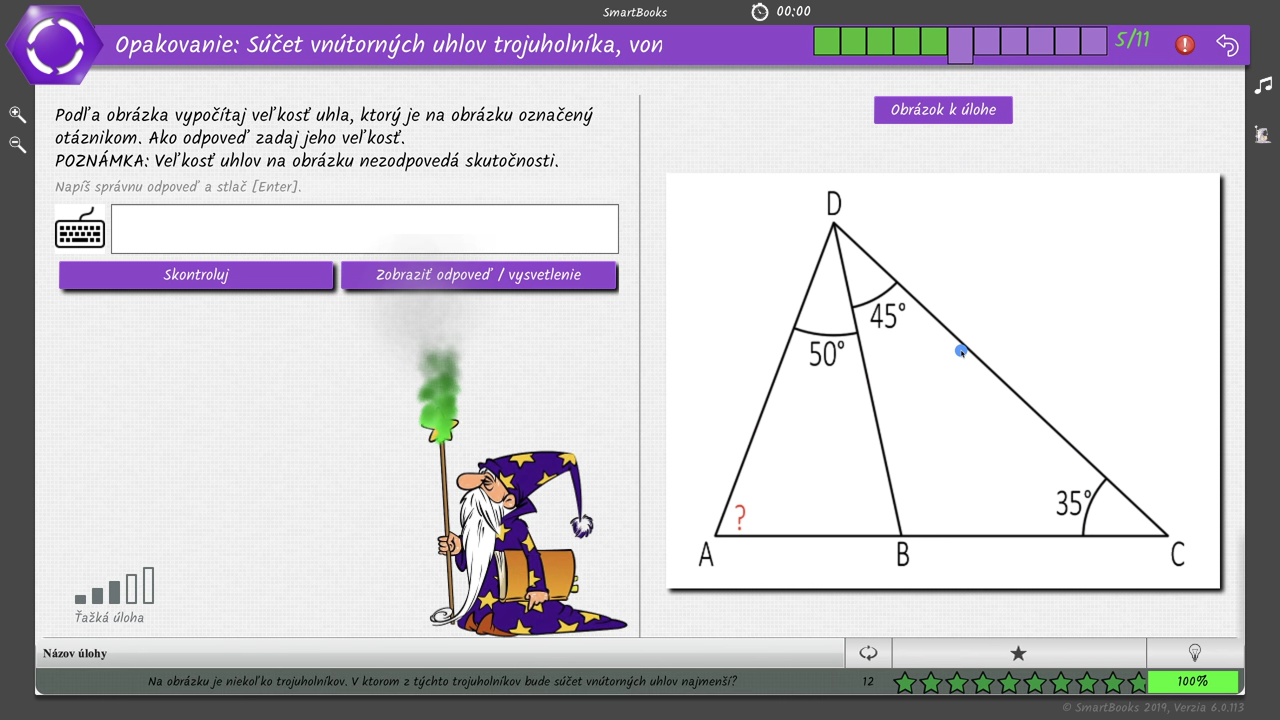 SmartBooks
00:00
Opakovanie: Súčet vnútorných uhlov trojuholníka, von
5/11
Podľa obrázka vypočítaj veľkosť uhla, ktorý je na obrázku označený
otáznikom. Ako odpoveď zadaj jeho veľkosť.
POZNÁMKA: Veľkosť uhlov na obrázku nezodpovedá skutočnosti.
Napíš správnu odpoveď a stlač [Enter].
Skontroluj
Zobraziť odpoveď / vysvetlenie
Obrázok k úlohe
D
45°
50°
35°
?
A
B
C
Ťažká úloha
Názov úlohy
Na obrázku je niekoľko trojuholníkov. V ktorom z týchto trojuholníkov bude súčet vnútorných uhlov najmenší?
12
100%
© SmartBooks 2019, Verzia 6.0.113